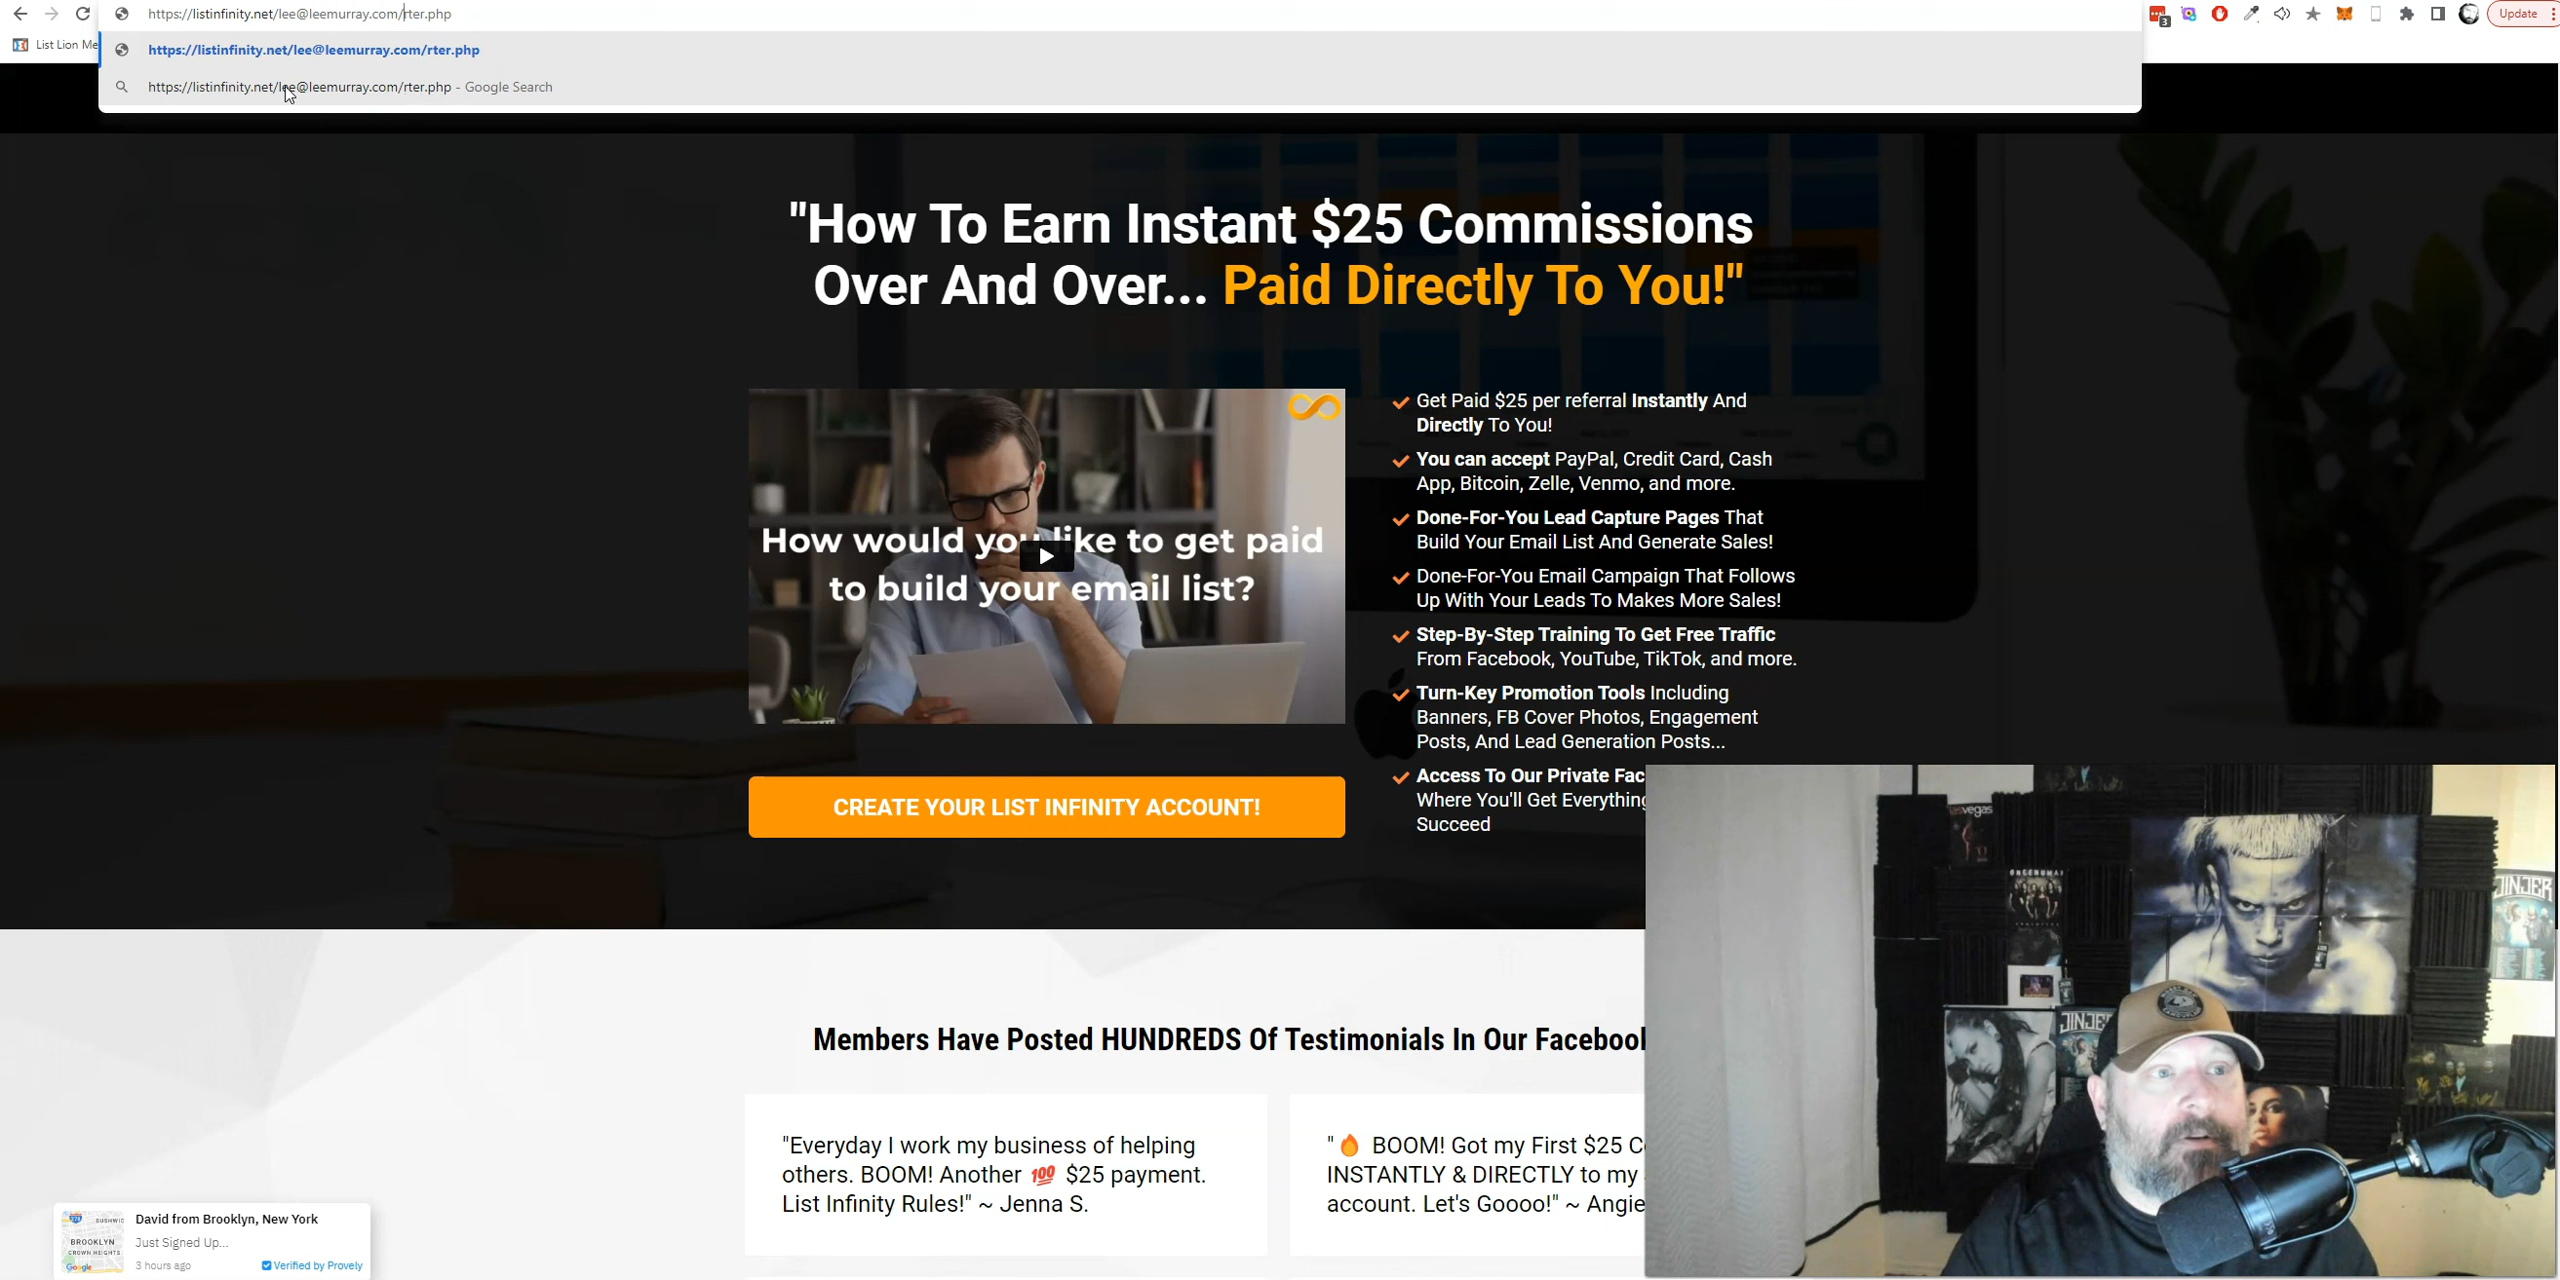 https://listinfinity.net/lee@leemurray.com/rter.php
Update
List Lion Me
https://listinfinity.net/lee@leemurray.com/rter.php
https://listinfinity.net/lee@leemurray.com/rter.php - Google Search
3
"How To Earn Instant $25 Commissions
Over And Over... Paid Directly To You!"
How would you like to get paid
to build your email list?
CREATE YOUR LIST INFINITY ACCOUNT!
Get Paid $25 per referral Instantly And
Directly To You!
You can accept PayPal, Credit Card, Cash
App, Bitcoin, Zelle, Venmo, and more.
Done-For-You Lead Capture Pages That
Build Your Email List And Generate Sales!
Done-For-You Email Campaign That Follows
Up With Your Leads To Makes More Sales!
Step-By-Step Training To Get Free Traffic
From Facebook, YouTube, TikTok, and more.
Turn-Key Promotion Tools Including
Banners, FB Cover Photos, Engagement
Posts, And Lead Generation Posts...
Access To Our Private Fac
Where You'll Get Everything
Succeed
vegas
JINJER
JINJER
Members Have Posted HUNDREDS Of Testimonials In Our Facebook
"Everyday I work my business of helping
others. BOOM! Another 💯 $25 payment.
List Infinity Rules!" ~ Jenna S.
"🔥 BOOM! Got my First $25 C
INSTANTLY & DIRECTLY to my
account. Let's Goooo!" ~ Angie
BUSHWIC
BROOKLYN
CROWN HEIGHTS
Google
David from Brooklyn, New York
Just Signed Up...
3 hours ago
Verified by Provely